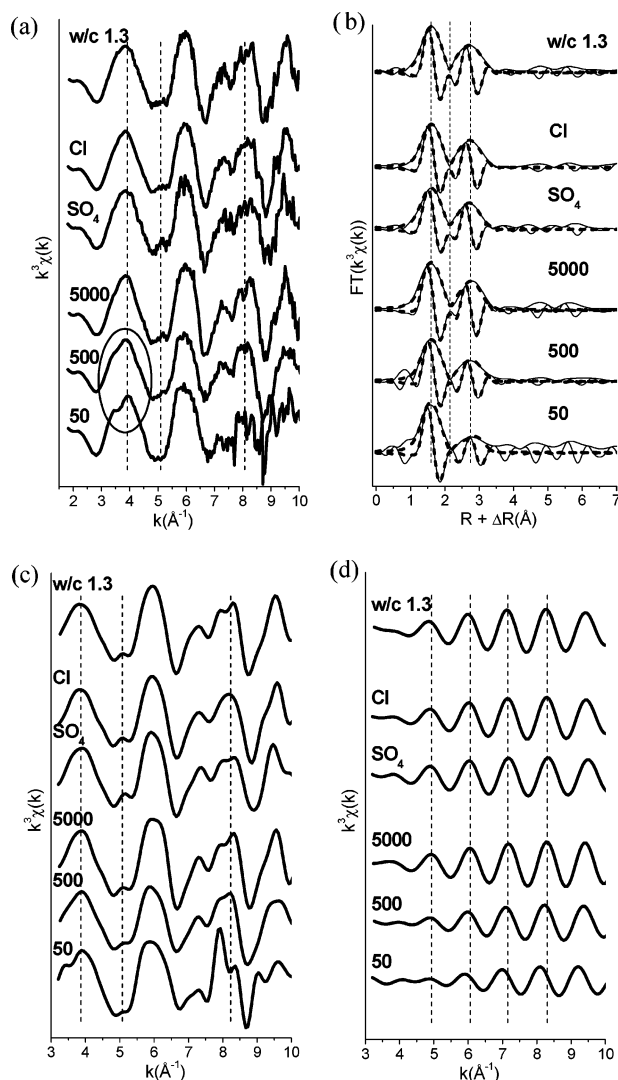 (a)
w/c 1.3
Cl
SO4
5000
500
50
k³χ(k)
2 3 4 5 6 7 8 9 10
k(Å⁻¹)
(b)
w/c 1.3
Cl
SO4
5000
500
50
FT(k³χ(k))
0 1 2 3 4 5 6 7
R + ΔR(Å)
(c)
w/c 1.3
Cl
SO4
5000
500
50
k³χ(k)
3 4 5 6 7 8 9 10
k(Å⁻¹)
(d)
w/c 1.3
Cl
SO4
5000
500
50
k³χ(k)
3 4 5 6 7 8 9 10
k(Å⁻¹)